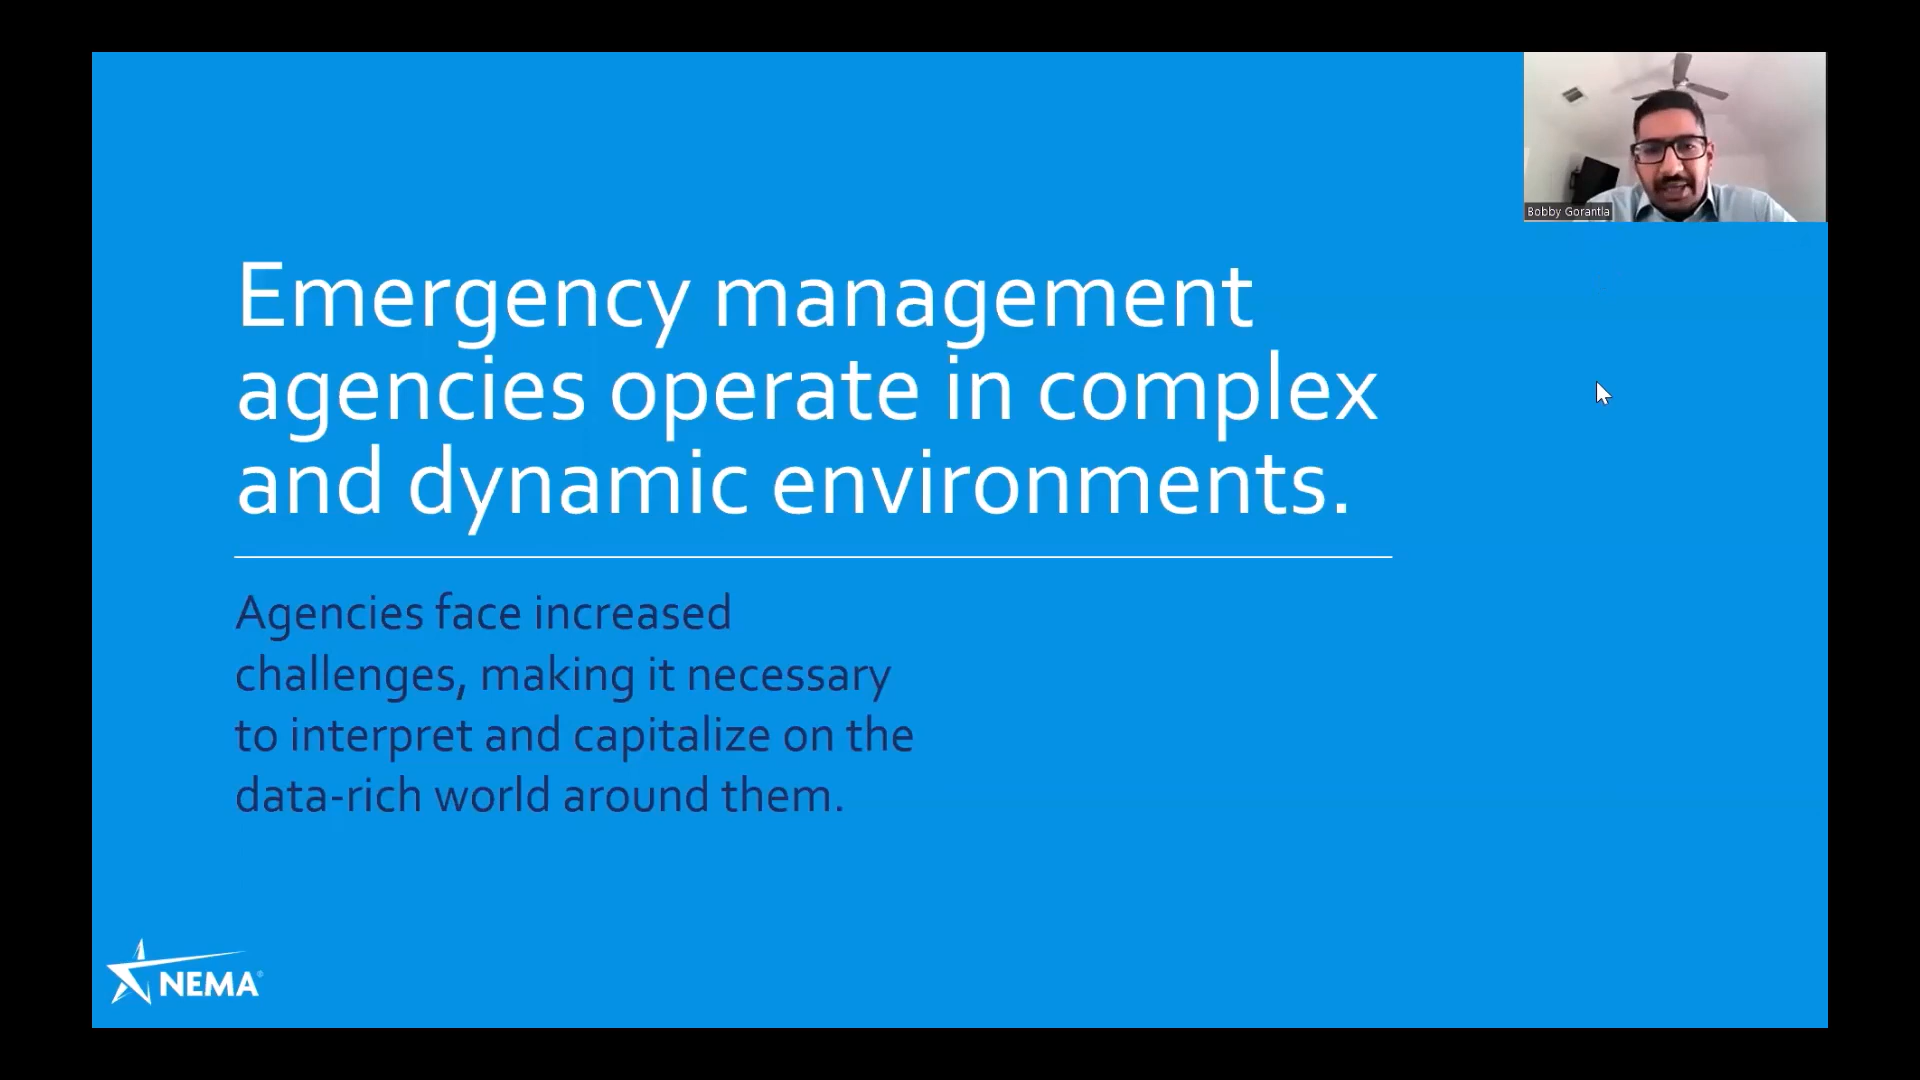 Bobby Gorantla
Emergency management
agencies operate in complex
and dynamic environments.
Agencies face increased
challenges, making it necessary
to interpret and capitalize on the
data-rich world around them.
NEMA®